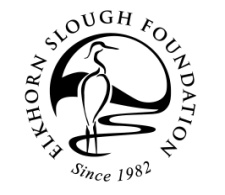 ELKHORN SLOUGH FOUNDATION
Since 1982